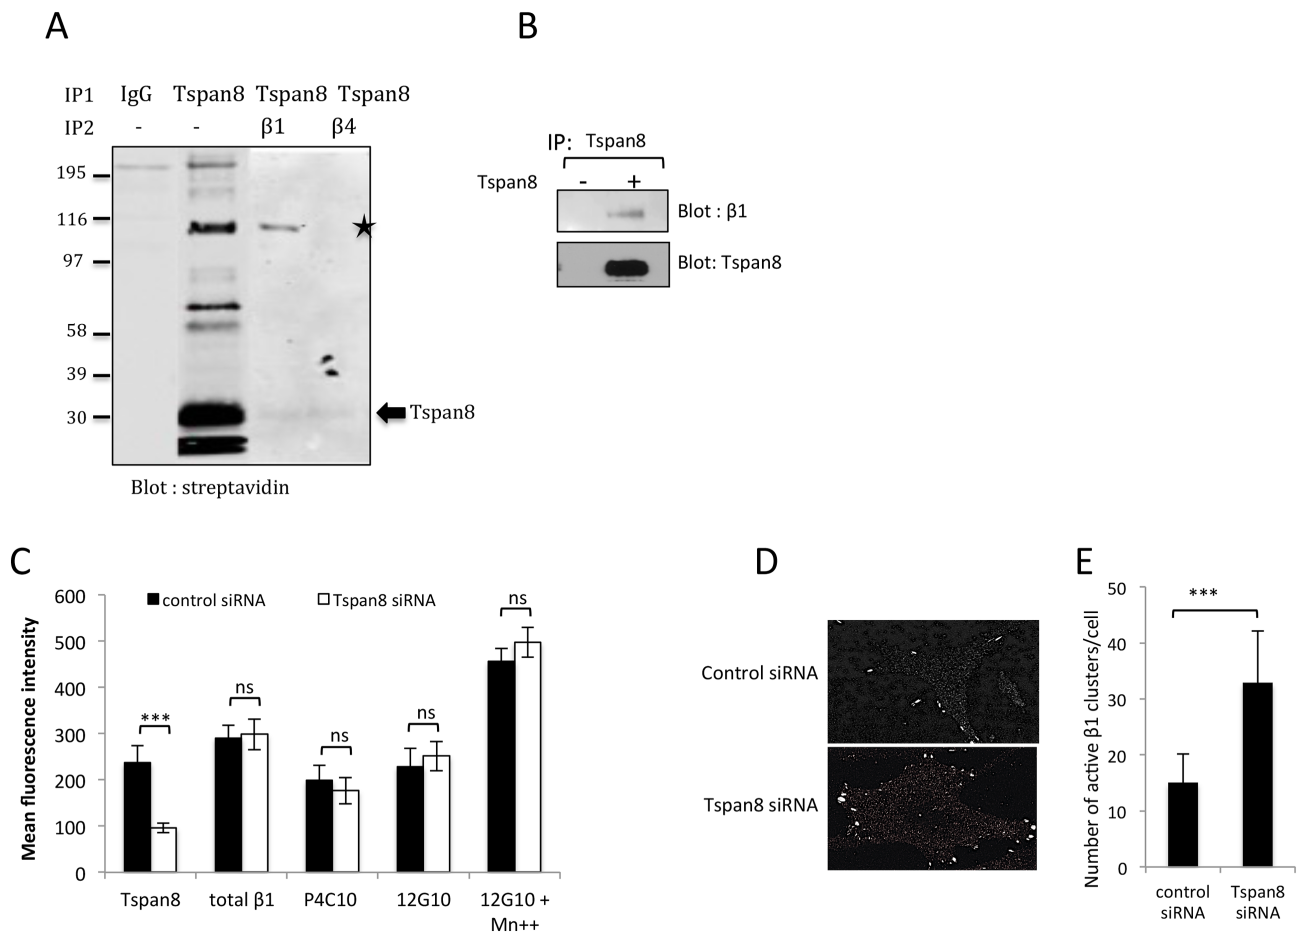 A
IP1 IgG Tspan8 Tspan8 Tspan8
IP2 - - β1 β4
195
116
97
58
39
30
Tspan8
Blot : streptavidin
B
IP: Tspan8
Tspan8 - +
Blot : β1
Blot: Tspan8
C
control siRNA Tspan8 siRNA
Mean fluorescence intensity
600
500
400
300
200
100
0
***
ns
ns
ns
ns
Tspan8 total β1 P4C10 12G10 12G10 +
Mn++
D
Control siRNA
Tspan8 siRNA
E
Number of active β1 clusters/cell
50
40
30
20
10
0
***
control Tspan8
siRNA siRNA